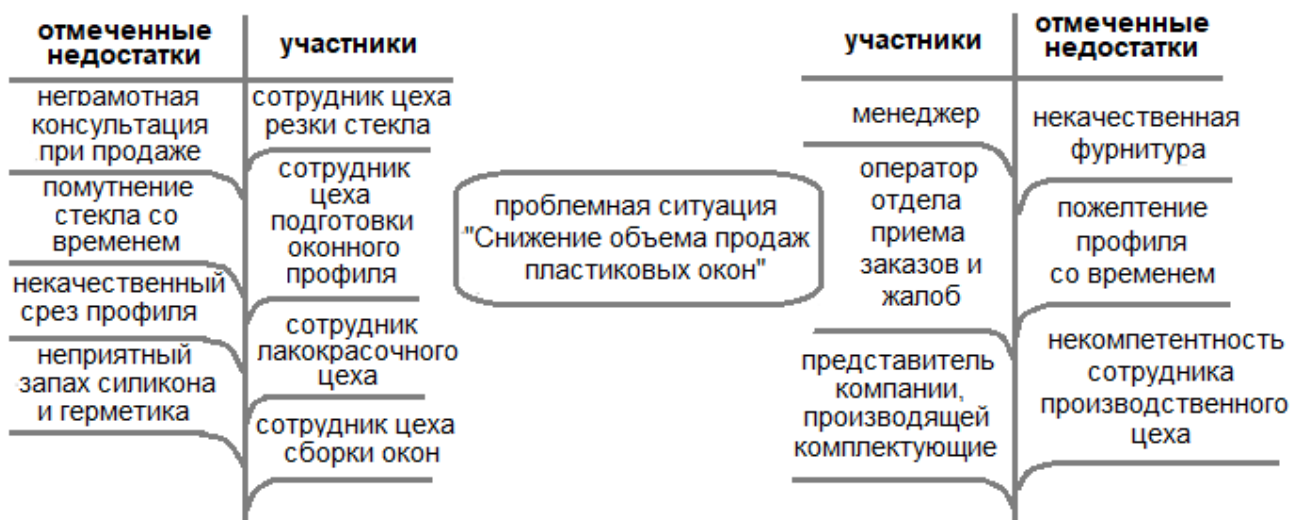 отмеченные
недостатки
неграмотная
консультация
при продаже
помутнение
стекла со
временем
некачественный
срез профиля
неприятный
запах силикона
и герметика
участники
сотрудник цеха
резки стекла
сотрудник
цеха
подготовки
оконного
профиля
сотрудник
лакокрасочного
цеха
сотрудник цеха
сборки окон
проблемная ситуация
"Снижение объема продаж
пластиковых окон"
участники
менеджер
оператор
отдела
приема
заказов и
жалоб
представитель
компании,
производящей
комплектующие
отмеченные
недостатки
некачественная
фурнитура
пожелтение
профиля
со временем
некомпетентность
сотрудника
производственного
цеха